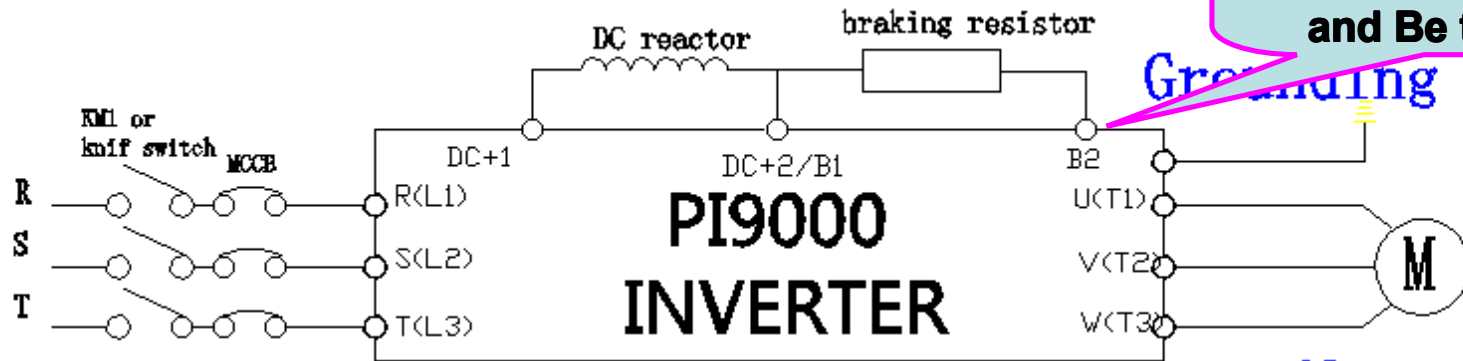 and Be t
DC reactor
braking resistor
Grounding
KM1 or
knif switch
MCCB
DC+1
DC+2/B1
B2
R
R(L1)
PI9000
U(T1)
S
S(L2)
V(T2)
M
T
T(L3)
INVERTER
W(T3)